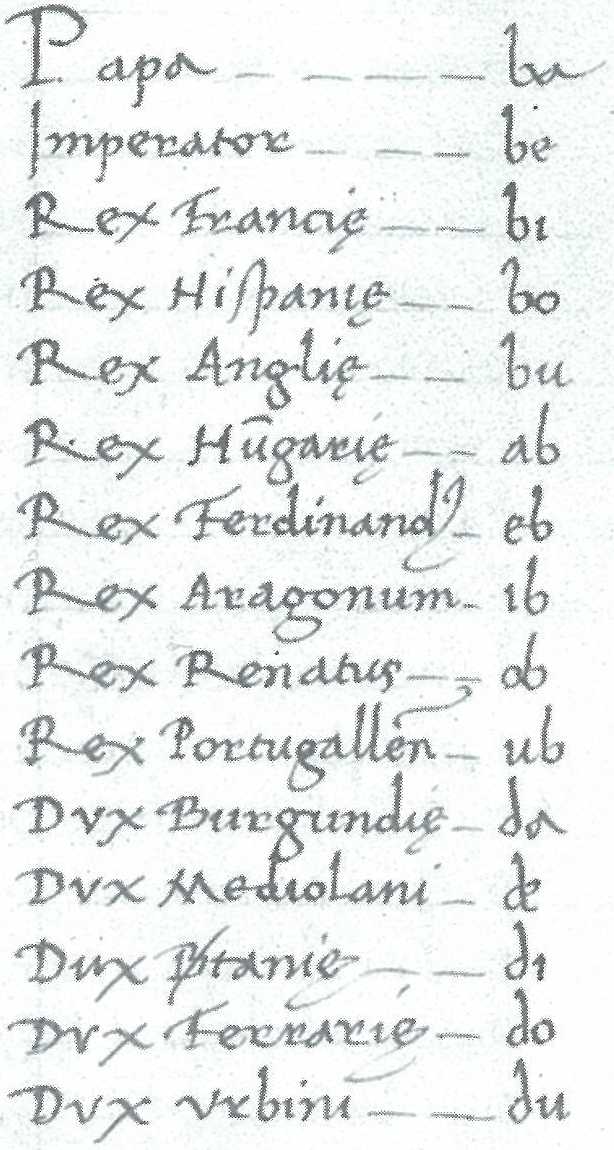 Papa — — — — ba
Imperator — — — be
Rex Francię — — bi
Rex Hiſpanię — — bo
Rex Anglię — — bu
Rex Hūgarię — — ab
Rex Ferdinand9 — eb
Rex Aragonum — ib
Rex Renatus — — ob
Rex Portugallen̄ — ub
Dvx Burgundię — da
Dvx Mediolani — de
Dux Bꝛtanię — — di
Dvx Ferrarię — do
Dvx vrbini — — du